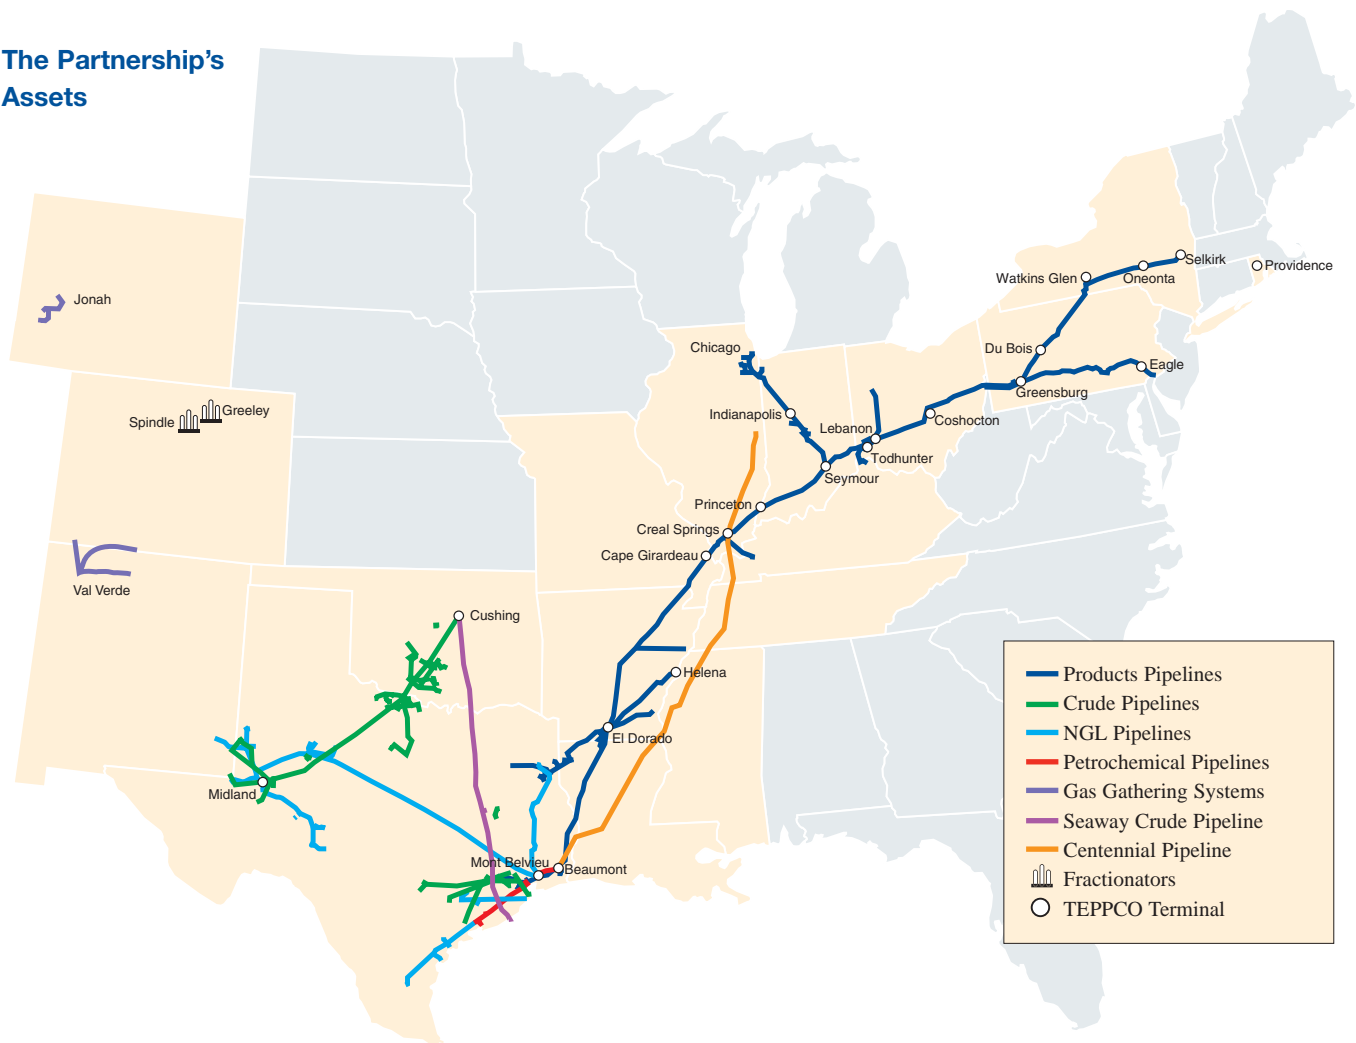 The Partnership's
Assets
Jonah
Spindle
Greeley
Val Verde
Chicago
Indianapolis
Lebanon
Todhunter
Seymour
Princeton
Creal Springs
Cape Girardeau
Watkins Glen
Oneonta
Selkirk
Providence
Du Bois
Eagle
Greensburg
Coshocton
Cushing
Helena
El Dorado
Midland
Mont Belvieu
Beaumont
Products Pipelines
Crude Pipelines
NGL Pipelines
Petrochemical Pipelines
Gas Gathering Systems
Seaway Crude Pipeline
Centennial Pipeline
Fractionators
TEPPCO Terminal